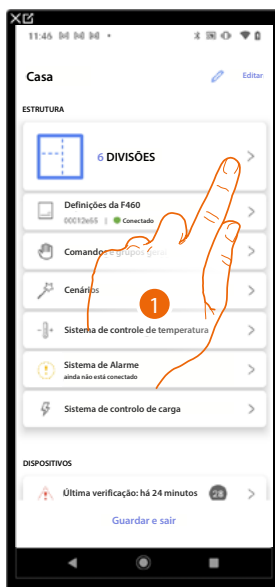 11:46
Casa
Editar
ESTRUTURA
6 DIVISÕES
Definições da F460
00012e65 | Conectado
Comandos e grupos gerais
Cenários
1
Sistema de controle de temperatura
Sistema de Alarme
ainda não está conectado
Sistema de controlo de carga
DISPOSITIVOS
Última verificação: há 24 minutos
28
Guardar e sair